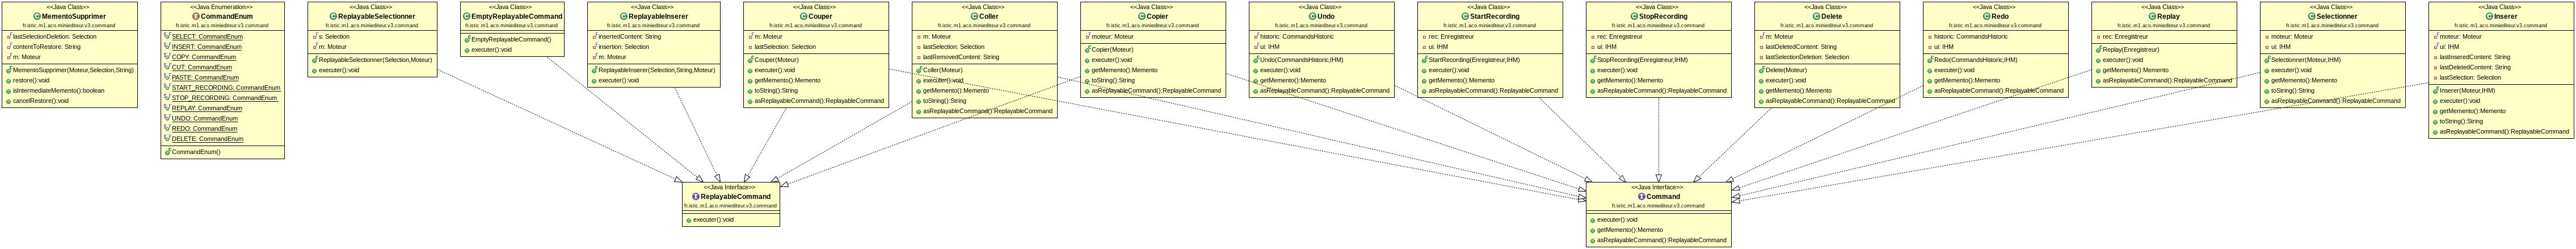 <<Java Class>>
MementoSupprimer
fr.istic.m1.aco.miniediteur.v3.command
lastSelectionDeletion: Selection
contentToRestore: String
m: Moteur
MementoSupprimer(Moteur,Selection,String)
restore():void
isIntermediateMemento():boolean
cancelRestore():void
<<Java Enumeration>>
CommandEnum
fr.istic.m1.aco.miniediteur.v3.command
SELECT: CommandEnum
INSERT: CommandEnum
COPY: CommandEnum
CUT: CommandEnum
PASTE: CommandEnum
START_RECORDING: CommandEnum
STOP_RECORDING: CommandEnum
REPLAY: CommandEnum
UNDO: CommandEnum
REDO: CommandEnum
DELETE: CommandEnum
CommandEnum()
<<Java Class>>
ReplayableSelectionner
fr.istic.m1.aco.miniediteur.v3.command
s: Selection
m: Moteur
ReplayableSelectionner(Selection,Moteur)
executer():void
<<Java Class>>
EmptyReplayableCommand
fr.istic.m1.aco.miniediteur.v3.command
EmptyReplayableCommand()
executer():void
<<Java Class>>
ReplayableInserer
fr.istic.m1.aco.miniediteur.v3.command
insertedContent: String
insertion: Selection
m: Moteur
ReplayableInserer(Selection,String,Moteur)
executer():void
<<Java Class>>
Couper
fr.istic.m1.aco.miniediteur.v3.command
m: Moteur
lastSelection: Selection
Couper(Moteur)
executer():void
getMemento():Memento
toString():String
asReplayableCommand():ReplayableCommand
<<Java Class>>
Coller
fr.istic.m1.aco.miniediteur.v3.command
m: Moteur
lastSelection: Selection
lastRemovedContent: String
Coller(Moteur)
executer():void
getMemento():Memento
toString():String
asReplayableCommand():ReplayableCommand
<<Java Class>>
Copier
fr.istic.m1.aco.miniediteur.v3.command
moteur: Moteur
Copier(Moteur)
executer():void
getMemento():Memento
toString():String
asReplayableCommand():ReplayableCommand
<<Java Class>>
Undo
fr.istic.m1.aco.miniediteur.v3.command
historic: CommandsHistoric
ui: IHM
Undo(CommandsHistoric,IHM)
executer():void
getMemento():Memento
asReplayableCommand():ReplayableCommand
<<Java Class>>
StartRecording
fr.istic.m1.aco.miniediteur.v3.command
rec: Enregistreur
ui: IHM
StartRecording(Enregistreur,IHM)
executer():void
getMemento():Memento
asReplayableCommand():ReplayableCommand
<<Java Class>>
StopRecording
fr.istic.m1.aco.miniediteur.v3.command
rec: Enregistreur
ui: IHM
StopRecording(Enregistreur,IHM)
executer():void
getMemento():Memento
asReplayableCommand():ReplayableCommand
<<Java Class>>
Delete
fr.istic.m1.aco.miniediteur.v3.command
m: Moteur
lastDeletedContent: String
lastSelectionDeletion: Selection
Delete(Moteur)
executer():void
getMemento():Memento
asReplayableCommand():ReplayableCommand
<<Java Class>>
Redo
fr.istic.m1.aco.miniediteur.v3.command
historic: CommandsHistoric
ui: IHM
Redo(CommandsHistoric,IHM)
executer():void
getMemento():Memento
asReplayableCommand():ReplayableCommand
<<Java Class>>
Replay
fr.istic.m1.aco.miniediteur.v3.command
rec: Enregistreur
Replay(Enregistreur)
executer():void
getMemento():Memento
asReplayableCommand():ReplayableCommand
<<Java Class>>
Selectionner
fr.istic.m1.aco.miniediteur.v3.command
moteur: Moteur
ui: IHM
Selectionner(Moteur,IHM)
executer():void
getMemento():Memento
toString():String
asReplayableCommand():ReplayableCommand
<<Java Class>>
Inserer
fr.istic.m1.aco.miniediteur.v3.command
moteur: Moteur
ui: IHM
lastInseredContent: String
lastDeletedContent: String
lastSelection: Selection
Inserer(Moteur,IHM)
executer():void
getMemento():Memento
toString():String
asReplayableCommand():ReplayableCommand
<<Java Interface>>
ReplayableCommand
fr.istic.m1.aco.miniediteur.v3.command
executer():void
<<Java Interface>>
Command
fr.istic.m1.aco.miniediteur.v3.command
executer():void
getMemento():Memento
asReplayableCommand():ReplayableCommand